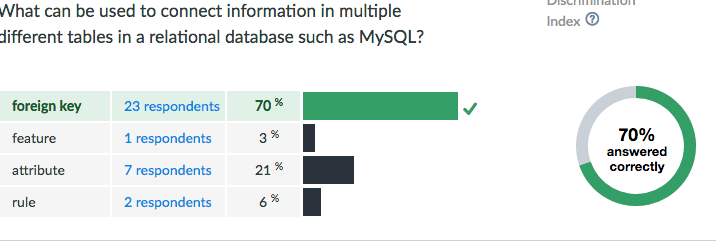 What can be used to connect information in multiple
different tables in a relational database such as MySQL?
Discrimination
Index ?
foreign key 23 respondents 70 %
feature 1 respondents 3 %
attribute 7 respondents 21 %
rule 2 respondents 6 %
70%
answered
correctly